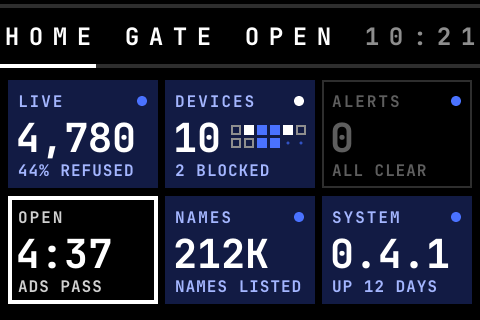 HOME GATE OPEN 10:21
LIVE
4,780
44% REFUSED
DEVICES
10
2 BLOCKED
ALERTS
0
ALL CLEAR
OPEN
4:37
ADS PASS
NAMES
212K
NAMES LISTED
SYSTEM
0.4.1
UP 12 DAYS